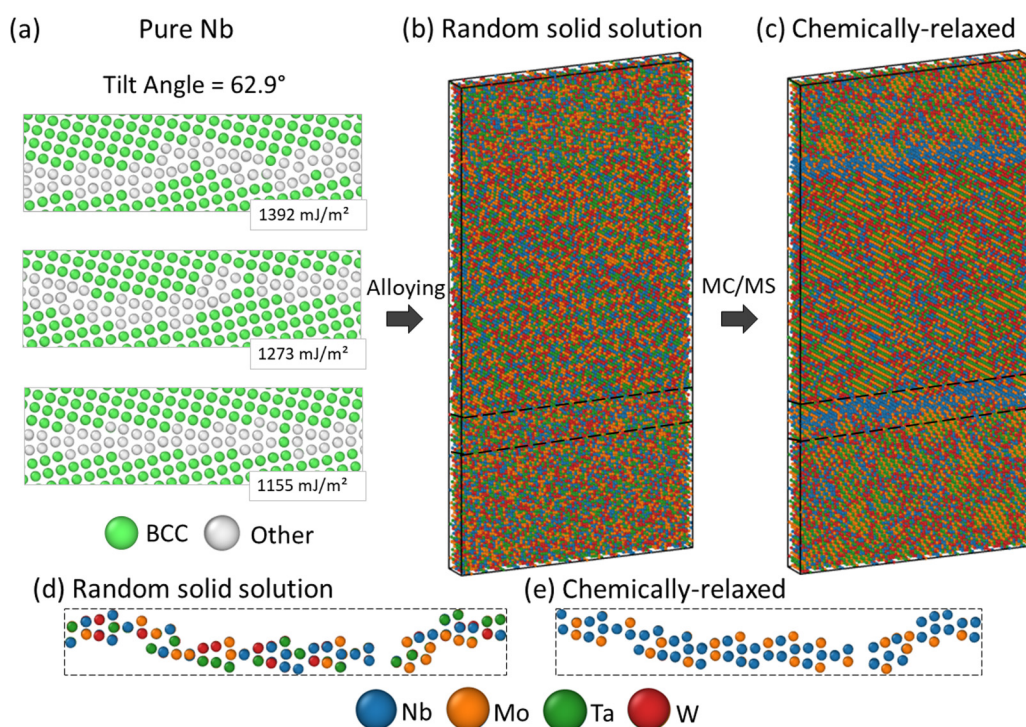 (a) Pure Nb
(b) Random solid solution
(c) Chemically-relaxed
Tilt Angle = 62.9°
1392 mJ/m²
1273 mJ/m²
1155 mJ/m²
BCC Other
Alloying
MC/MS
(d) Random solid solution
(e) Chemically-relaxed
Nb Mo Ta W